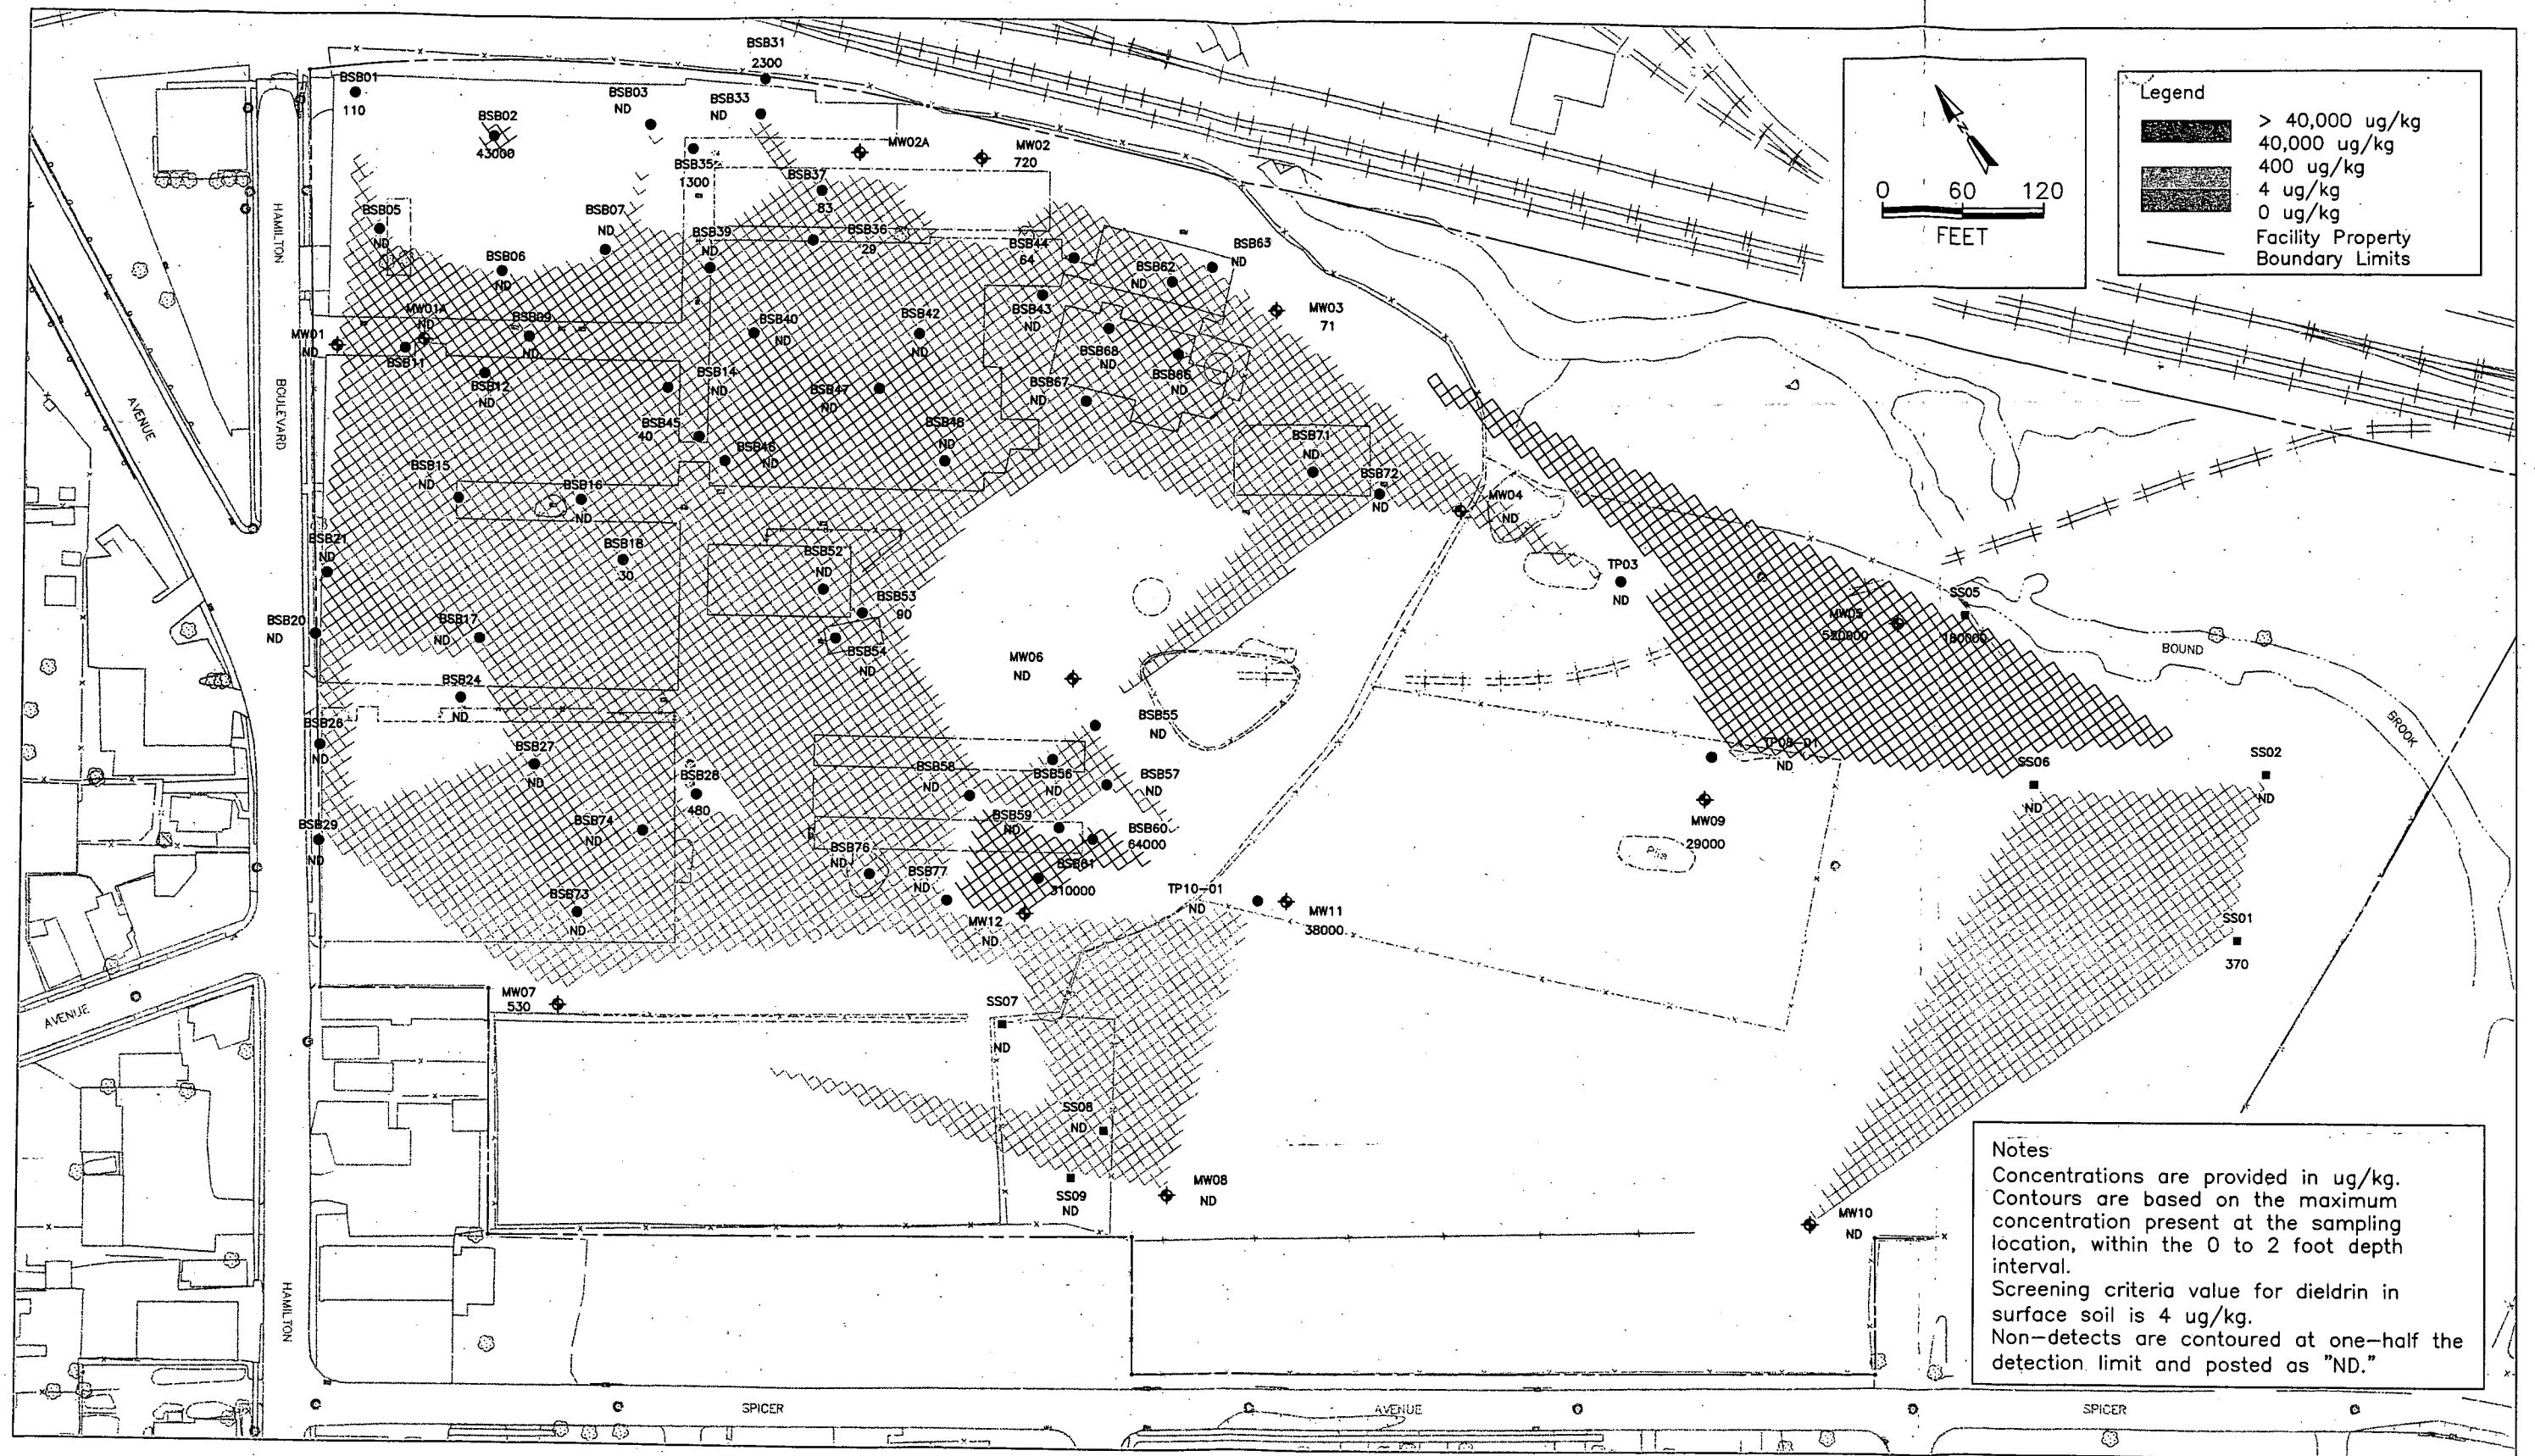 BSB31
2300
BSB01
110
BSB02
43000
BSB03
ND
BSB33
ND
MW02A
MW02
720
BSB35
1300
BSB37
83
BSB05
ND
BSB07
ND
BSB39
ND
BSB36
29
BSB44
64
BSB63
ND
BSB06
ND
BSB62
ND
MW01A
ND
MW01
ND
BSB11
BSB09
ND
BSB40
ND
BSB42
ND
BSB43
ND
MW03
71
BSB12
ND
BSB14
ND
BSB47
ND
BSB68
ND
BSB67
ND
BSB66
ND
BSB45
40
BSB46
ND
BSB48
ND
BSB71
ND
BSB72
ND
BSB15
ND
BSB16
ND
MW04
ND
BSB21
ND
BSB18
30
BSB52
ND
TP03
ND
BSB53
90
BSB20
ND
BSB17
ND
BSB54
ND
MW05
520000
SS05
180000
MW06
ND
BSB24
ND
BSB26
ND
BSB27
ND
BSB28
480
BSB55
ND
BSB58
ND
BSB56
ND
BSB57
ND
TP08-01
ND
SS06
ND
SS02
ND
BSB29
ND
BSB74
ND
BSB59
ND
BSB60
64000
MW09
29000
BSB76
ND
BSB77
ND
BSB61
310000
BSB73
ND
MW12
ND
TP10-01
ND
MW11
38000
SS01
370
MW07
530
SS07
ND
SS08
ND
SS09
ND
MW08
ND
MW10
ND
HAMILTON
BOULEVARD
AVENUE
AVENUE
HAMILTON
SPICER
AVENUE
SPICER
BOUND
BROOK
N
0 60 120
FEET
Legend
> 40,000 ug/kg
40,000 ug/kg
400 ug/kg
4 ug/kg
0 ug/kg
Facility Property
Boundary Limits
Notes
Concentrations are provided in ug/kg.
Contours are based on the maximum
concentration present at the sampling
location, within the 0 to 2 foot depth
interval.
Screening criteria value for dieldrin in
surface soil is 4 ug/kg.
Non-detects are contoured at one-half the
detection limit and posted as "ND."